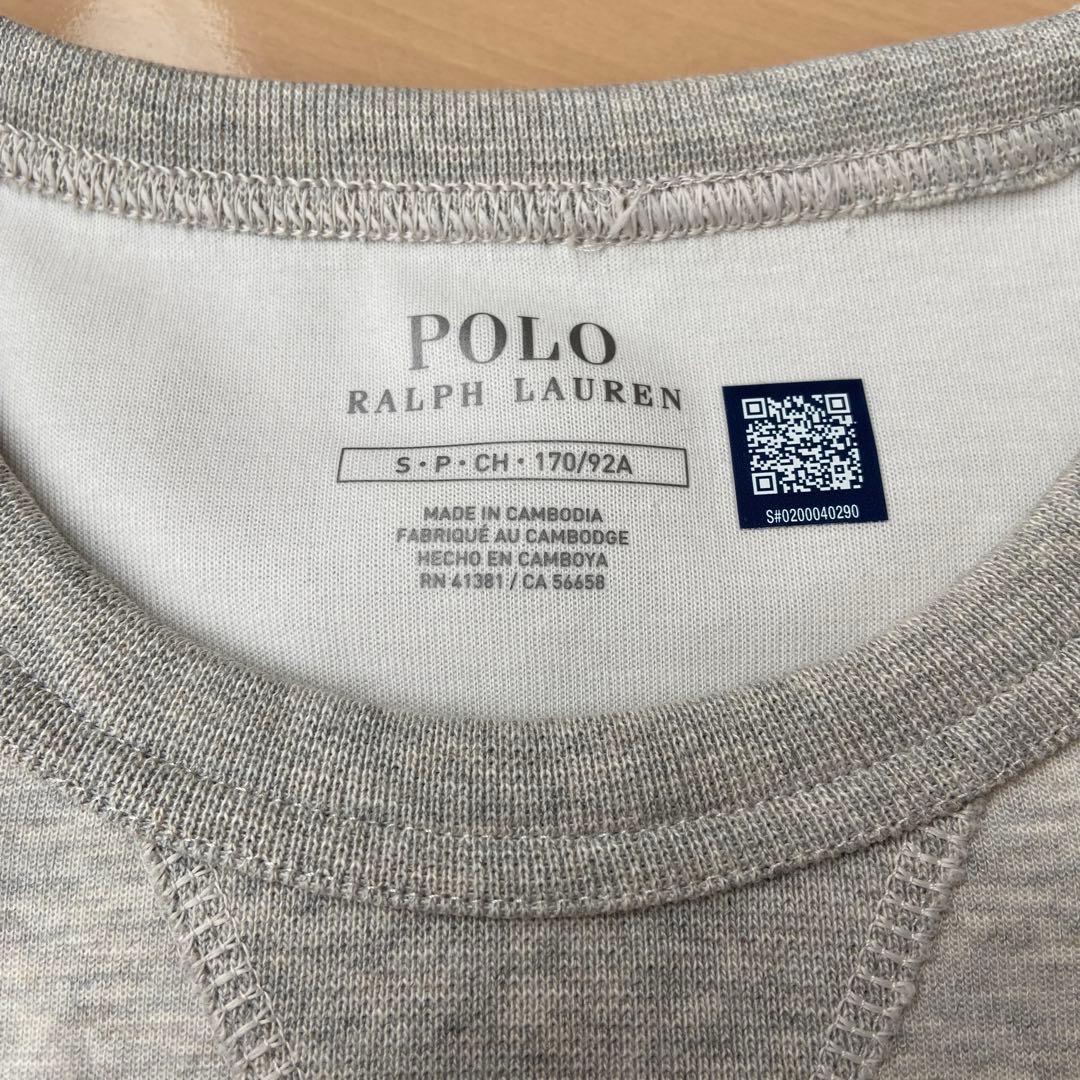 POLO
RALPH LAUREN
S • P • CH • 170/92A
MADE IN CAMBODIA
FABRIQUÉ AU CAMBODGE
HECHO EN CAMBOYA
RN 41381 / CA 56658
S#0200040290